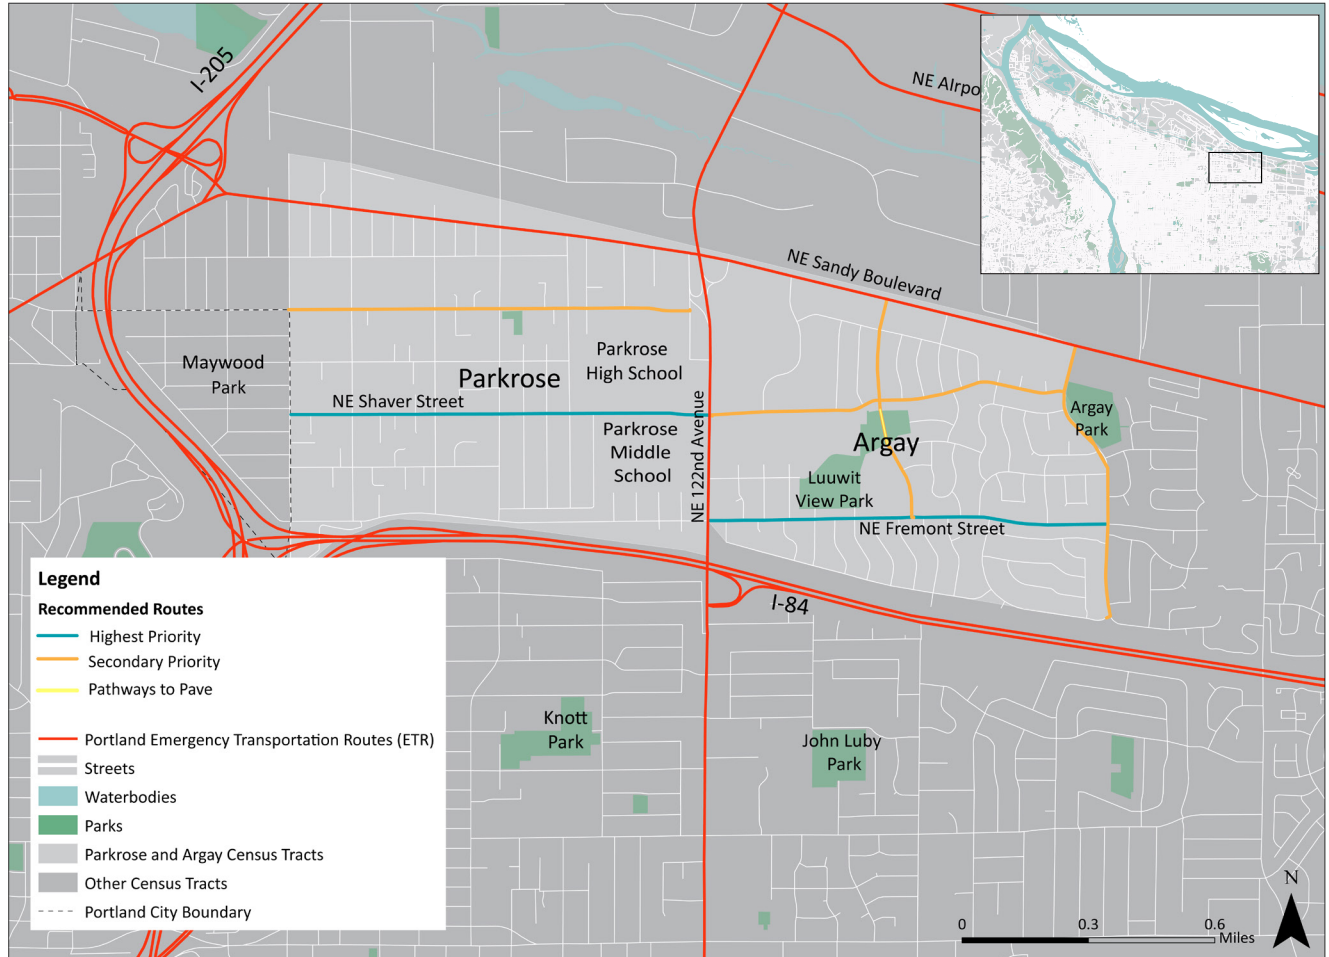 I-205
NE AIrpo
NE Sandy Boulevard
Maywood
Park
Parkrose
High School
Parkrose
NE Shaver Street
Parkrose
Middle
School
NE 122nd Avenue
Argay
Park
Argay
Luuwit
View Park
NE Fremont Street
I-84
Knott
Park
John Luby
Park
Legend
Recommended Routes
Highest Priority
Secondary Priority
Pathways to Pave
Portland Emergency Transportation Routes (ETR)
Streets
Waterbodies
Parks
Parkrose and Argay Census Tracts
Other Census Tracts
Portland City Boundary
N
0 0.3 0.6
Miles